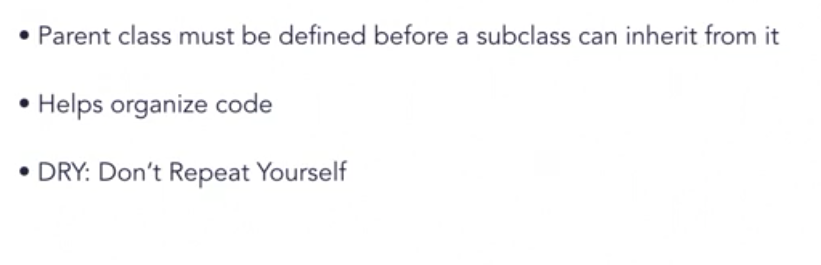 • Parent class must be defined before a subclass can inherit from it
• Helps organize code
• DRY: Don’t Repeat Yourself